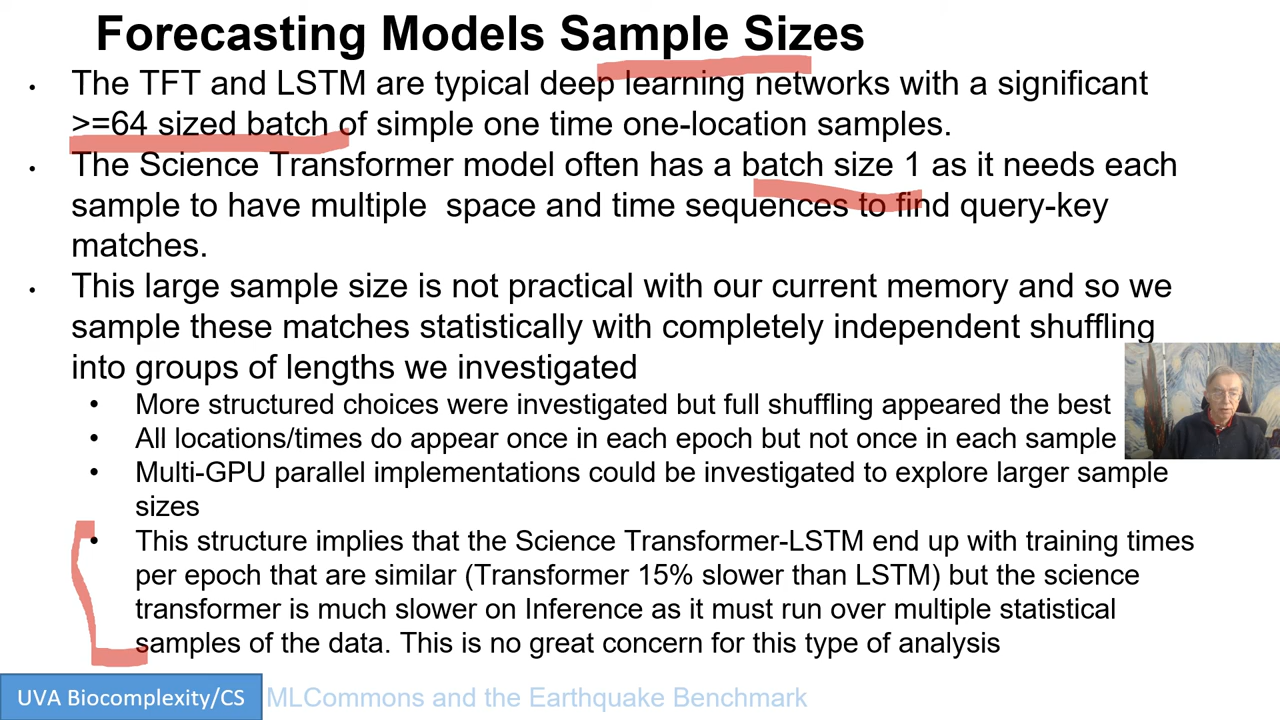 Forecasting Models Sample Sizes
• The TFT and LSTM are typical deep learning networks with a significant
>=64 sized batch of simple one time one-location samples.
• The Science Transformer model often has a batch size 1 as it needs each
sample to have multiple space and time sequences to find query-key
matches.
• This large sample size is not practical with our current memory and so we
sample these matches statistically with completely independent shuffling
into groups of lengths we investigated
• More structured choices were investigated but full shuffling appeared the best
• All locations/times do appear once in each epoch but not once in each sample
• Multi-GPU parallel implementations could be investigated to explore larger sample
sizes
• This structure implies that the Science Transformer-LSTM end up with training times
per epoch that are similar (Transformer 15% slower than LSTM) but the science
transformer is much slower on Inference as it must run over multiple statistical
samples of the data. This is no great concern for this type of analysis
UVA Biocomplexity/CS MLCommons and the Earthquake Benchmark